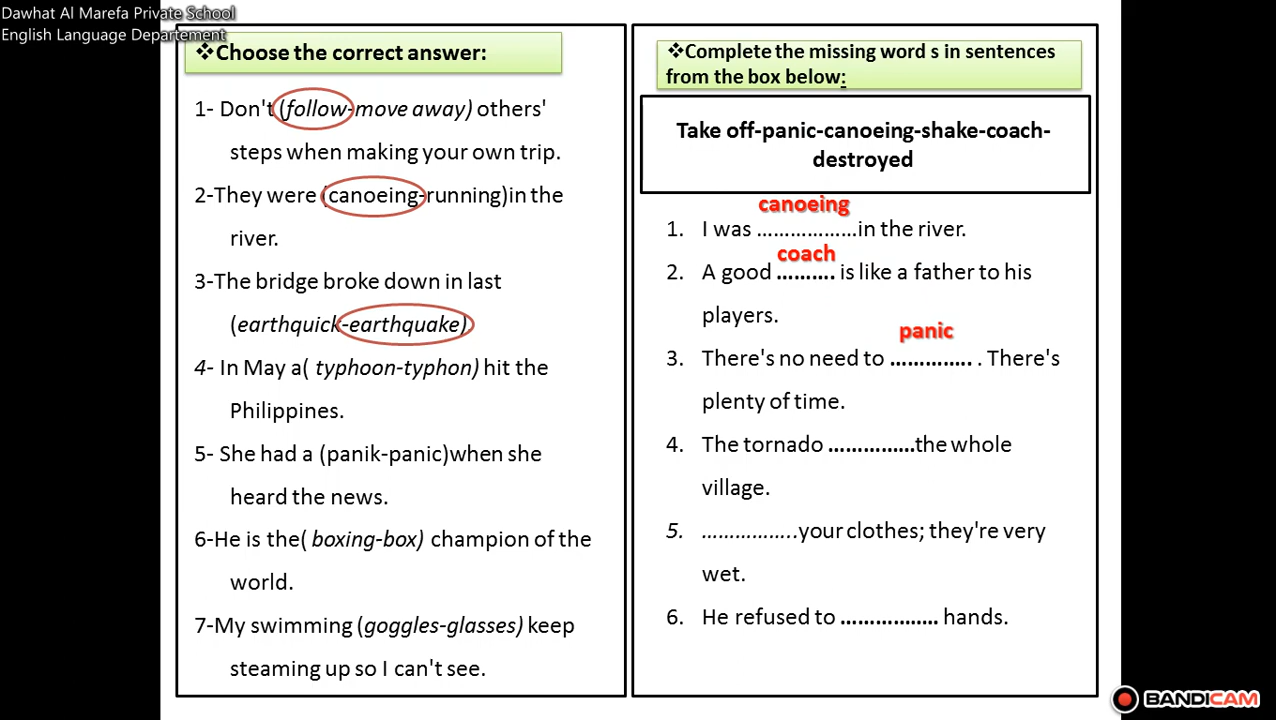 Dawhat Al Marefa Private School
English Language Departement
❖Choose the correct answer:
1- Don't (follow-move away) others'
steps when making your own trip.
2-They were (canoeing-running)in the
river.
3-The bridge broke down in last
(earthquick-earthquake)
4- In May a( typhoon-typhon) hit the
Philippines.
5- She had a (panik-panic)when she
heard the news.
6-He is the( boxing-box) champion of the
world.
7-My swimming (goggles-glasses) keep
steaming up so I can't see.
❖Complete the missing word s in sentences
from the box below:
Take off-panic-canoeing-shake-coach-
destroyed
canoeing
1. I was ………………in the river.
coach
2. A good ………. is like a father to his
players.
panic
3. There's no need to ………….. . There's
plenty of time.
4. The tornado ……………the whole
village.
5. ……………..your clothes; they're very
wet.
6. He refused to ……………… hands.
BANDICAM